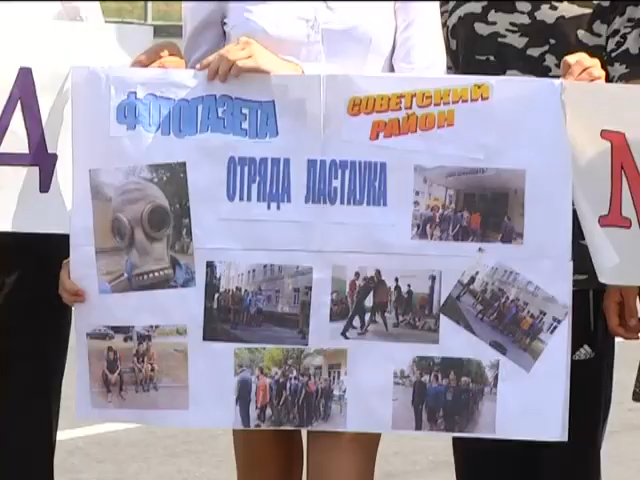 Д
ФОТОГАЗЕТА
СОВЕТСКИЙ
РАЙОН
ОТРЯДА ЛАСТАУКА
М